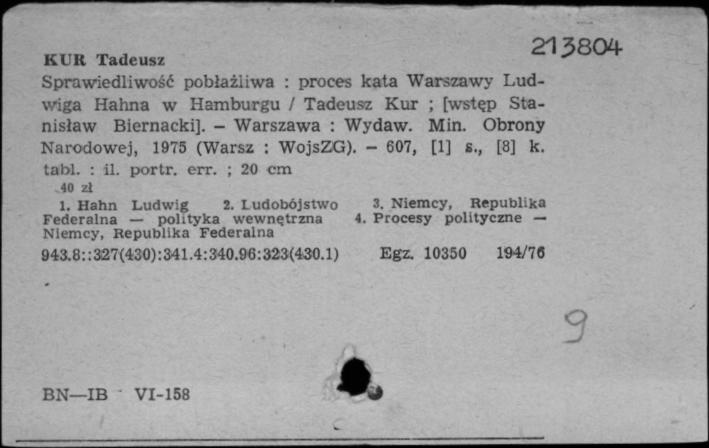 213804
KUR Tadeusz
Sprawiedliwość pobłażliwa : proces kata Warszawy Lud-
wiga Hahna w Hamburgu / Tadeusz Kur ; [wstęp Sta-
nisław Biernacki]. — Warszawa : Wydaw. Min. Obrony
Narodowej, 1975 (Warsz : WojsZG). — 607, [1] s., [8] k.
tabl. : il. portr. err. ; 20 cm
40 zł
1. Hahn Ludwig 2. Ludobójstwo 3. Niemcy, Republika
Federalna — polityka wewnętrzna 4. Procesy polityczne —
Niemcy, Republika Federalna
943.8::327(430):341.4:340.96:323(430.1) Egz. 10350 194/76
9
BN—IB VI-158